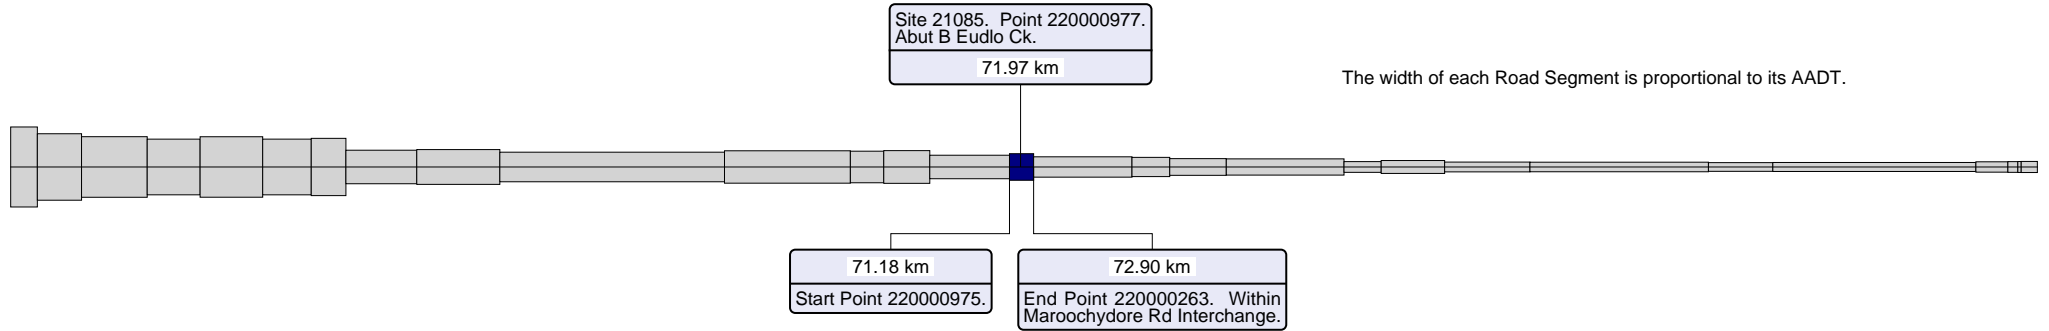 Site 21085. Point 220000977.
Abut B Eudlo Ck.
71.97 km
The width of each Road Segment is proportional to its AADT.
71.18 km
Start Point 220000975.
72.90 km
End Point 220000263. Within
Maroochydore Rd Interchange.